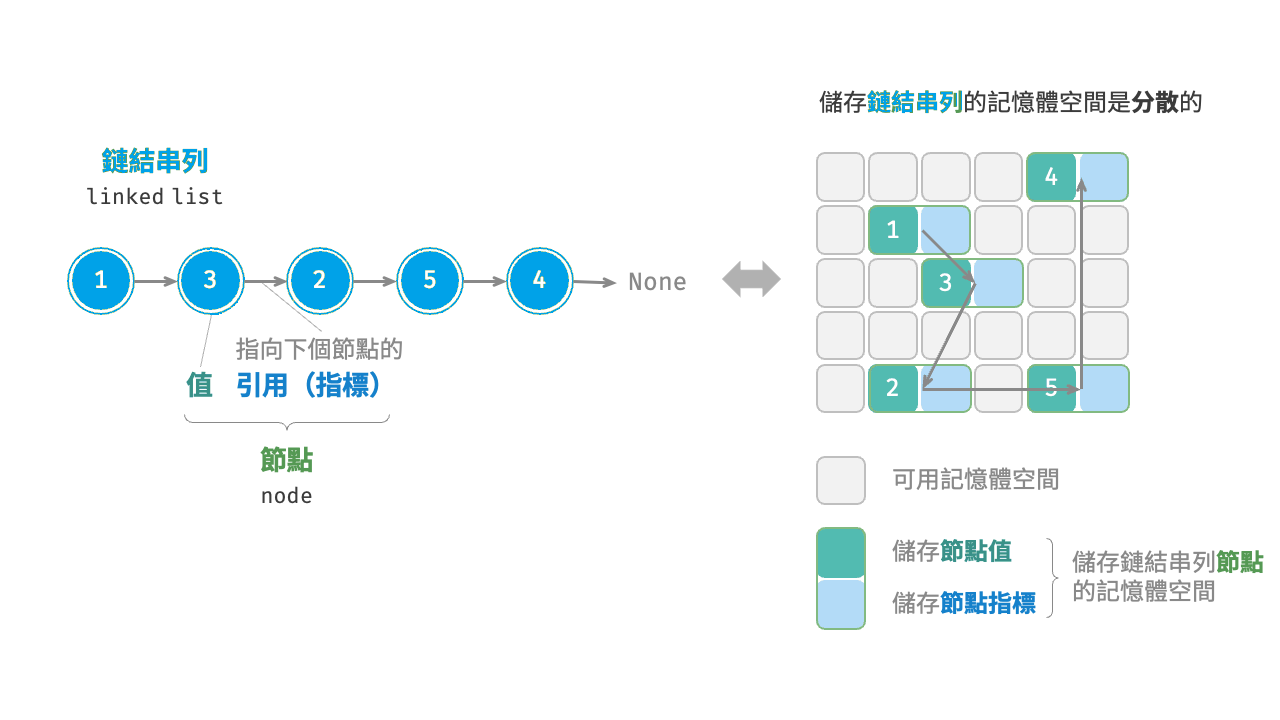 鏈結串列
linked list
1 3 2 5 4 None
指向下個節點的
值 引用（指標）
節點
node
儲存鏈結串列的記憶體空間是分散的
4
1
3
2 5
可用記憶體空間
儲存節點值
儲存節點指標
儲存鏈結串列節點
的記憶體空間